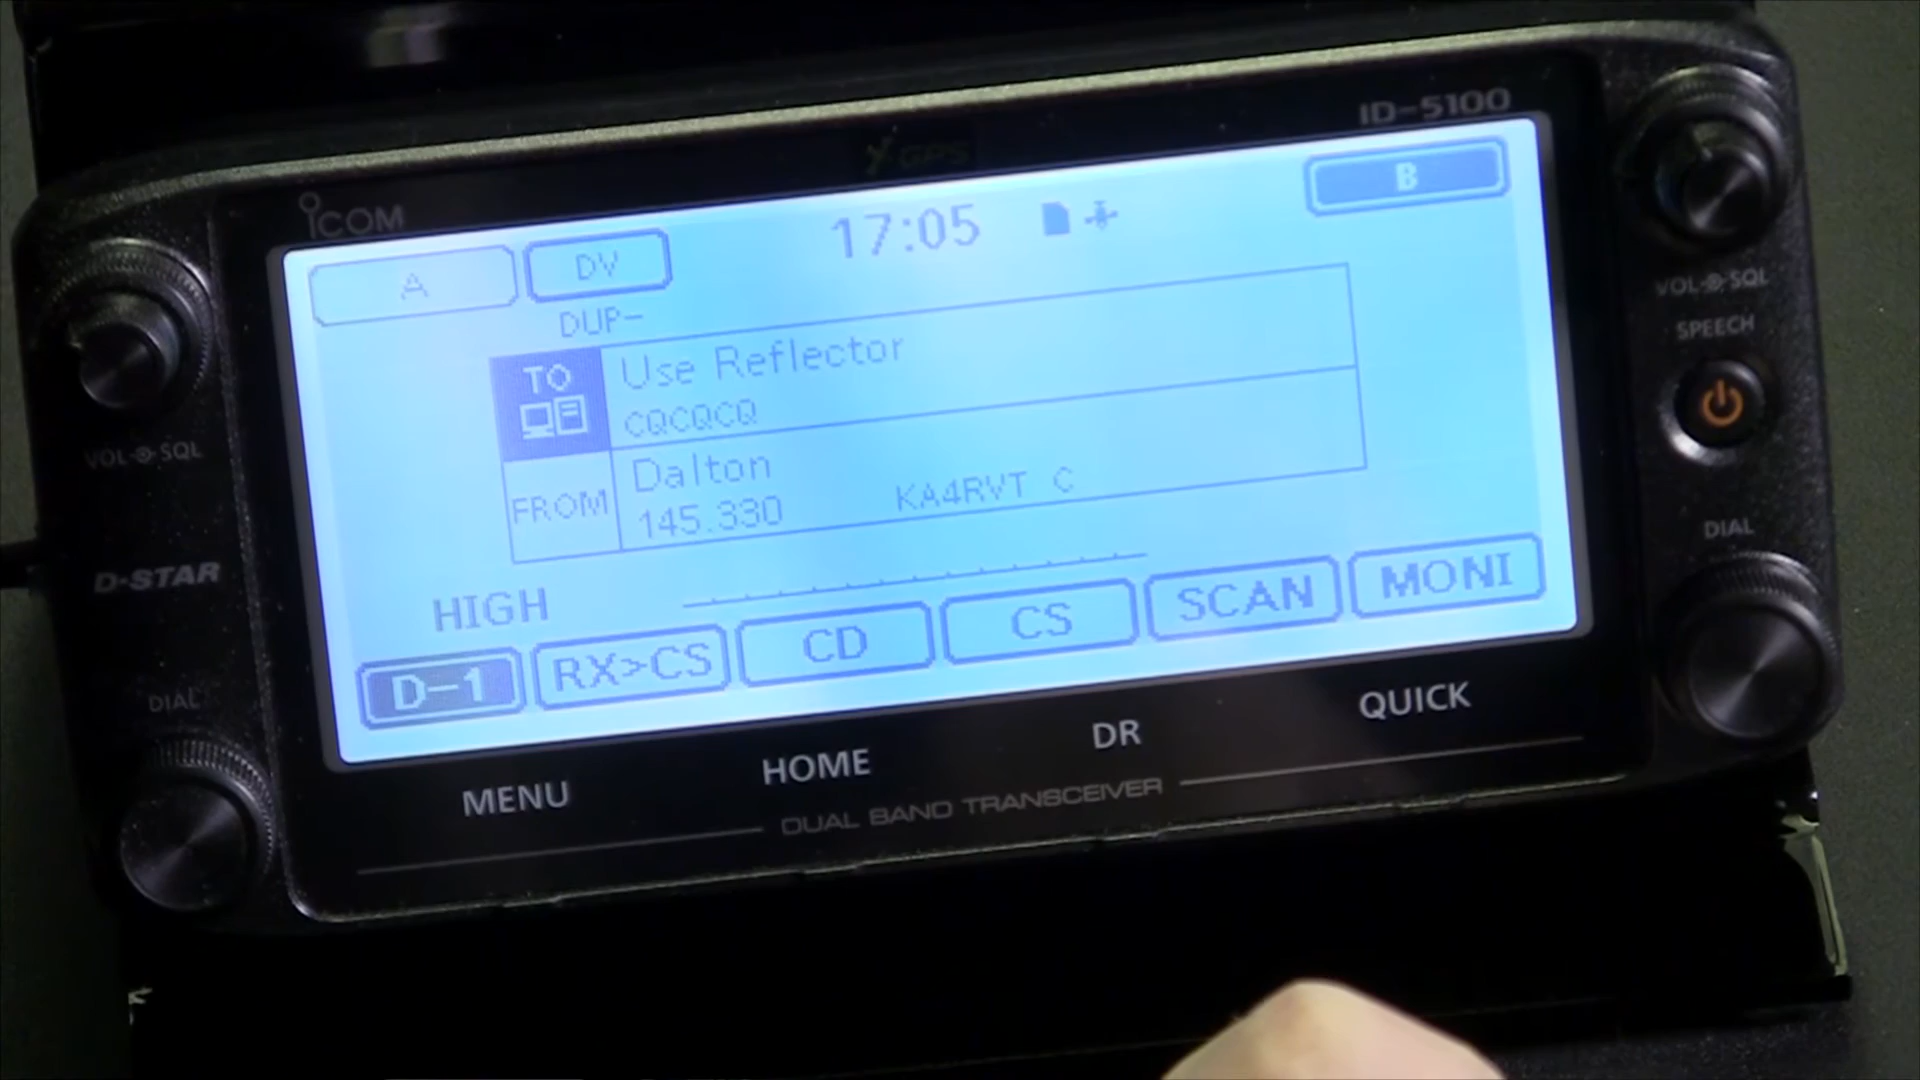 ID-5100
GPS
ICOM
A DV 17:05 B
DUP-
TO Use Reflector
CQCQCQ
FROM Dalton
145.330 KA4RVT C
HIGH
D-1 RX>CS CD CS SCAN MONI
VOL SQL
D-STAR
DIAL
VOL SQL
SPEECH
DIAL
MENU HOME DR QUICK
DUAL BAND TRANSCEIVER